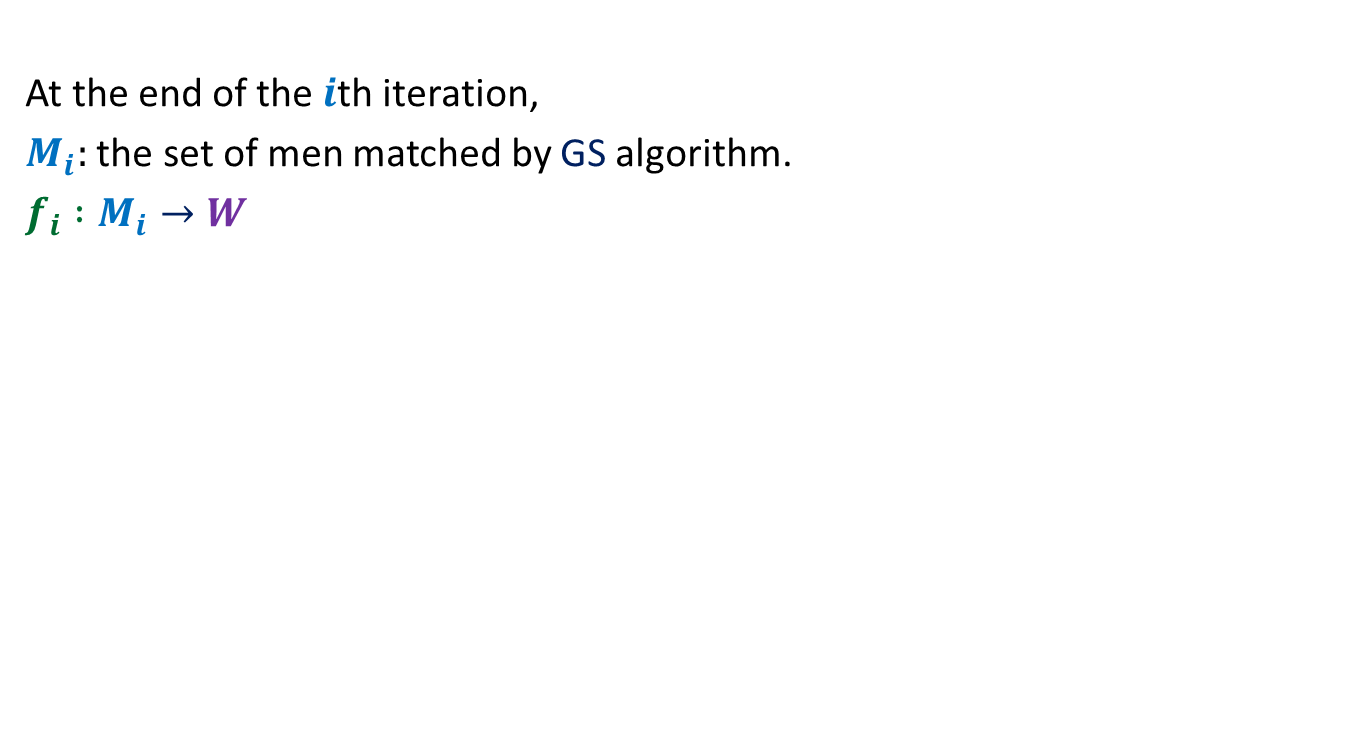 At the end of the 𝒊th iteration,
𝑴ᵢ: the set of men matched by GS algorithm.
𝒇ᵢ : 𝑴ᵢ → 𝑾